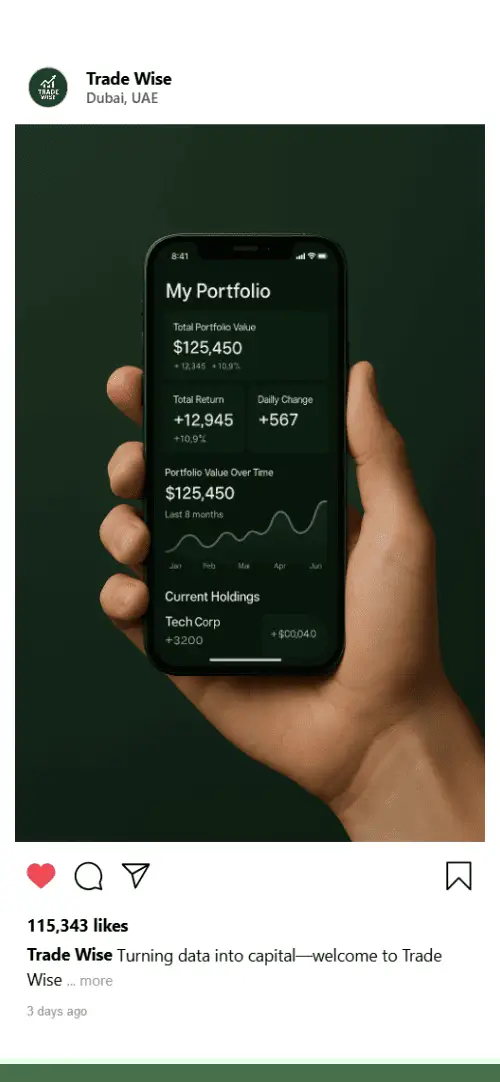 TRADE
WISE
Trade Wise
Dubai, UAE
8:41
My Portfolio
Total Portfolio Value
$125,450
+ 12,345 +10,9%
Total Return
+12,945
+10,9%
Dailly Change
+567
Portfolio Value Over Time
$125,450
Last 8 months
Jan Feb Mai Apr Jun
Current Holdings
Tech Corp
+3200
+ $00,040
115,343 likes
Trade Wise Turning data into capital—welcome to Trade
Wise ... more
3 days ago